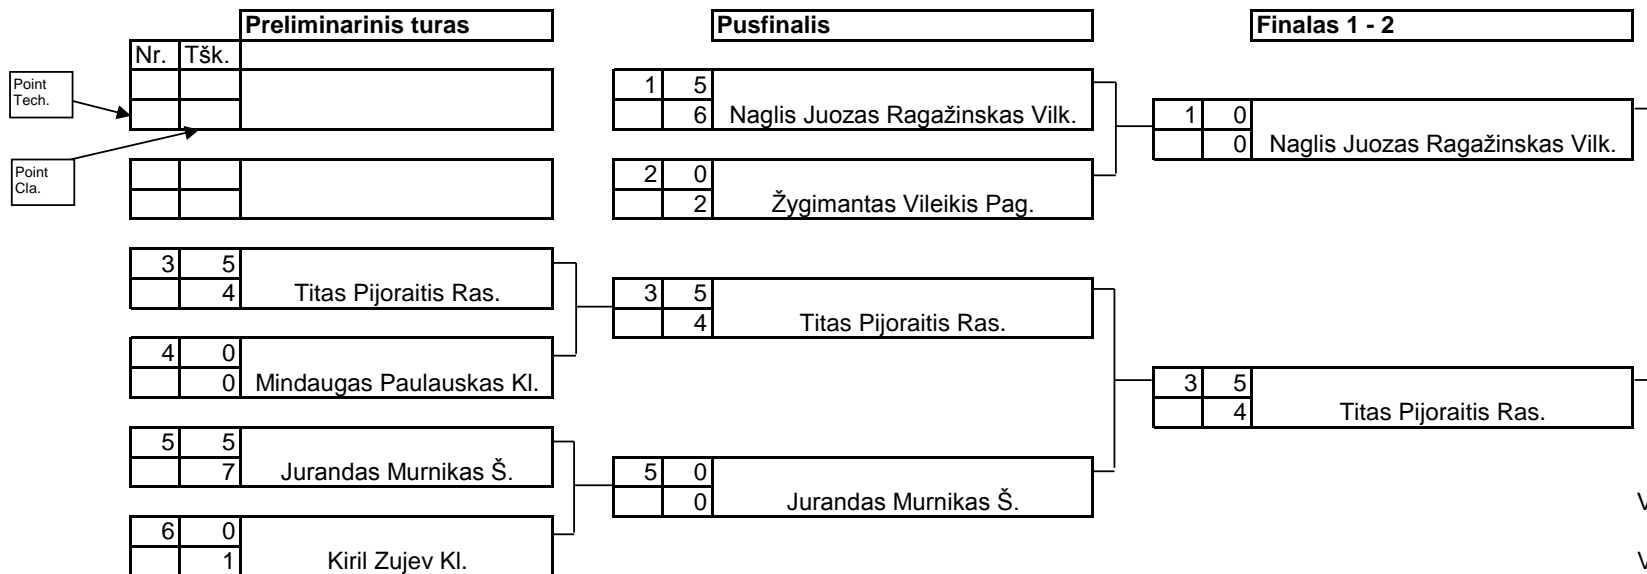 Preliminarinis turas Pusfinalis Finalas 1 - 2
Nr. Tšk.
Point
Tech.
Point
Cla.
1 5
6 Naglis Juozas Ragažinskas Vilk.
1 0
0 Naglis Juozas Ragažinskas Vilk.
2 0
2 Žygimantas Vileikis Pag.
3 5
4 Titas Pijoraitis Ras.
3 5
4 Titas Pijoraitis Ras.
4 0
0 Mindaugas Paulauskas Kl.
3 5
4 Titas Pijoraitis Ras.
5 5
7 Jurandas Murnikas Š.
5 0
0 Jurandas Murnikas Š.
6 0
1 Kiril Zujev Kl.
V
V